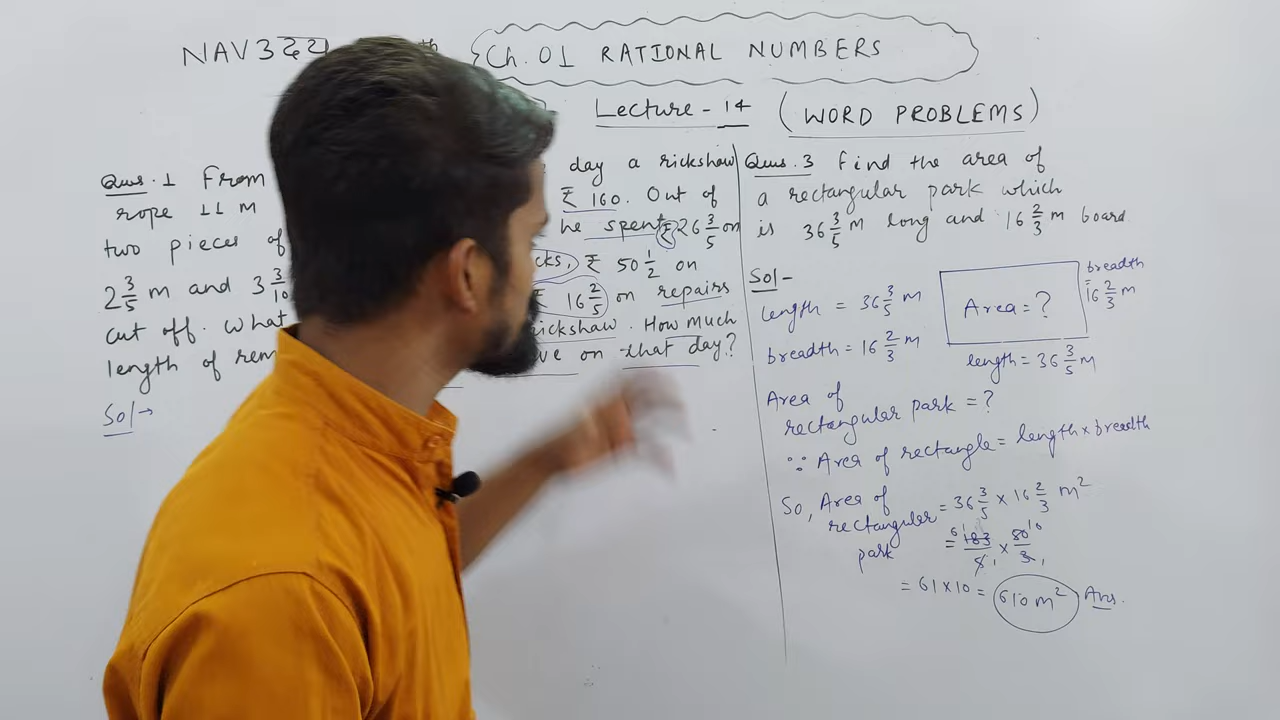 NAV322
Ch. 01 RATIONAL NUMBERS
Lecture - 14 (WORD PROBLEMS)
Ques. 1 From
rope 11 m
two pieces of
2 3/5 m and 3 3/10
cut off. What
length of rem
Sol→
day a rickshaw
₹ 160. Out of
he spent ₹26 3/5 on
cks, ₹ 50 1/2 on
₹ 16 2/5 on repairs
rickshaw. How much
ve on that day?
Ques. 3 Find the area of
a rectangular park which
is 36 3/5 m long and 16 2/3 m board
Sol-
length = 36 3/5 m
breadth = 16 2/3 m
Area = ?
breadth
= 16 2/3 m
length = 36 3/5 m
Area of
rectangular park = ?
∵ Area of rectangle = length × breadth
So, Area of
rectangular park = 36 3/5 × 16 2/3 m²
= 183/5 × 50/3
= 61 × 10 = 610 m² Ans.